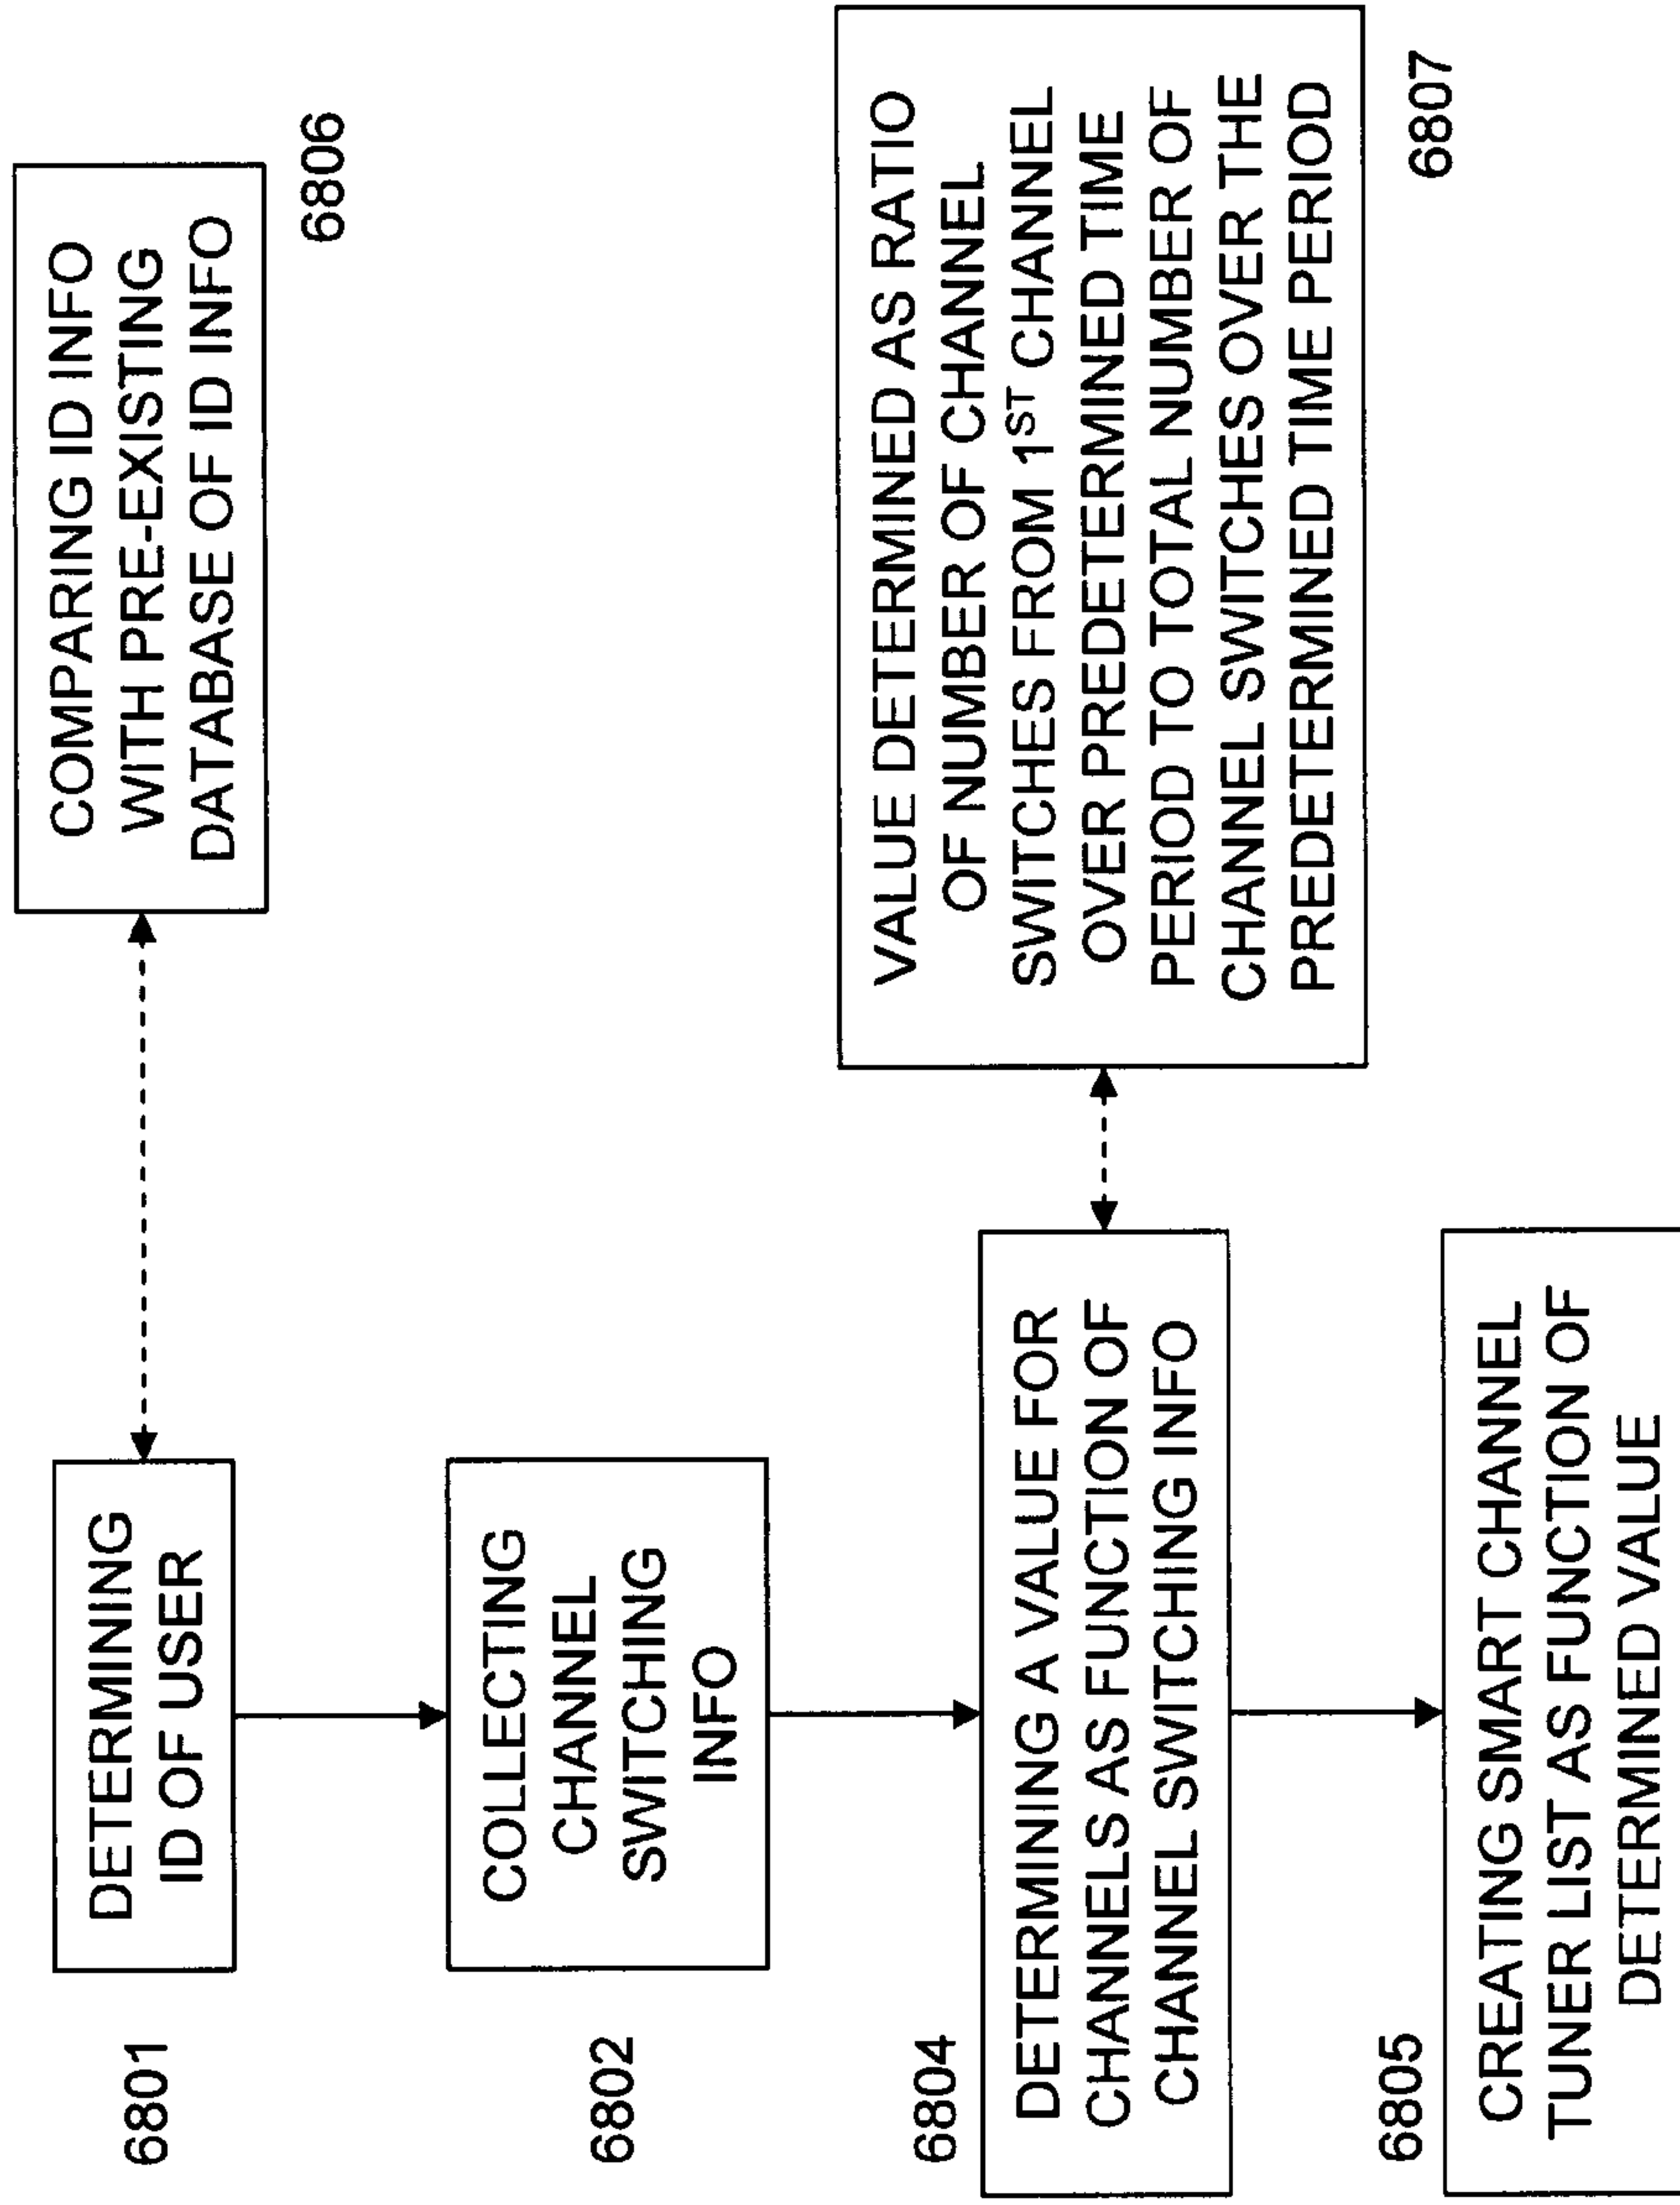 6801
DETERMINING
ID OF USER
COMPARING ID INFO
WITH PRE-EXISTING
DATABASE OF ID INFO
6806
6802
COLLECTING
CHANNEL
SWITCHING
INFO
6804
DETERMINING A VALUE FOR
CHANNELS AS FUNCTION OF
CHANNEL SWITCHING INFO
VALUE DETERMINED AS RATIO
OF NUMBER OF CHANNEL
SWITCHES FROM 1ST CHANNEL
OVER PREDETERMINED TIME
PERIOD TO TOTAL NUMBER OF
CHANNEL SWITCHES OVER THE
PREDETERMINED TIME PERIOD
6807
6805
CREATING SMART CHANNEL
TUNER LIST AS FUNCTION OF
DETERMINED VALUE